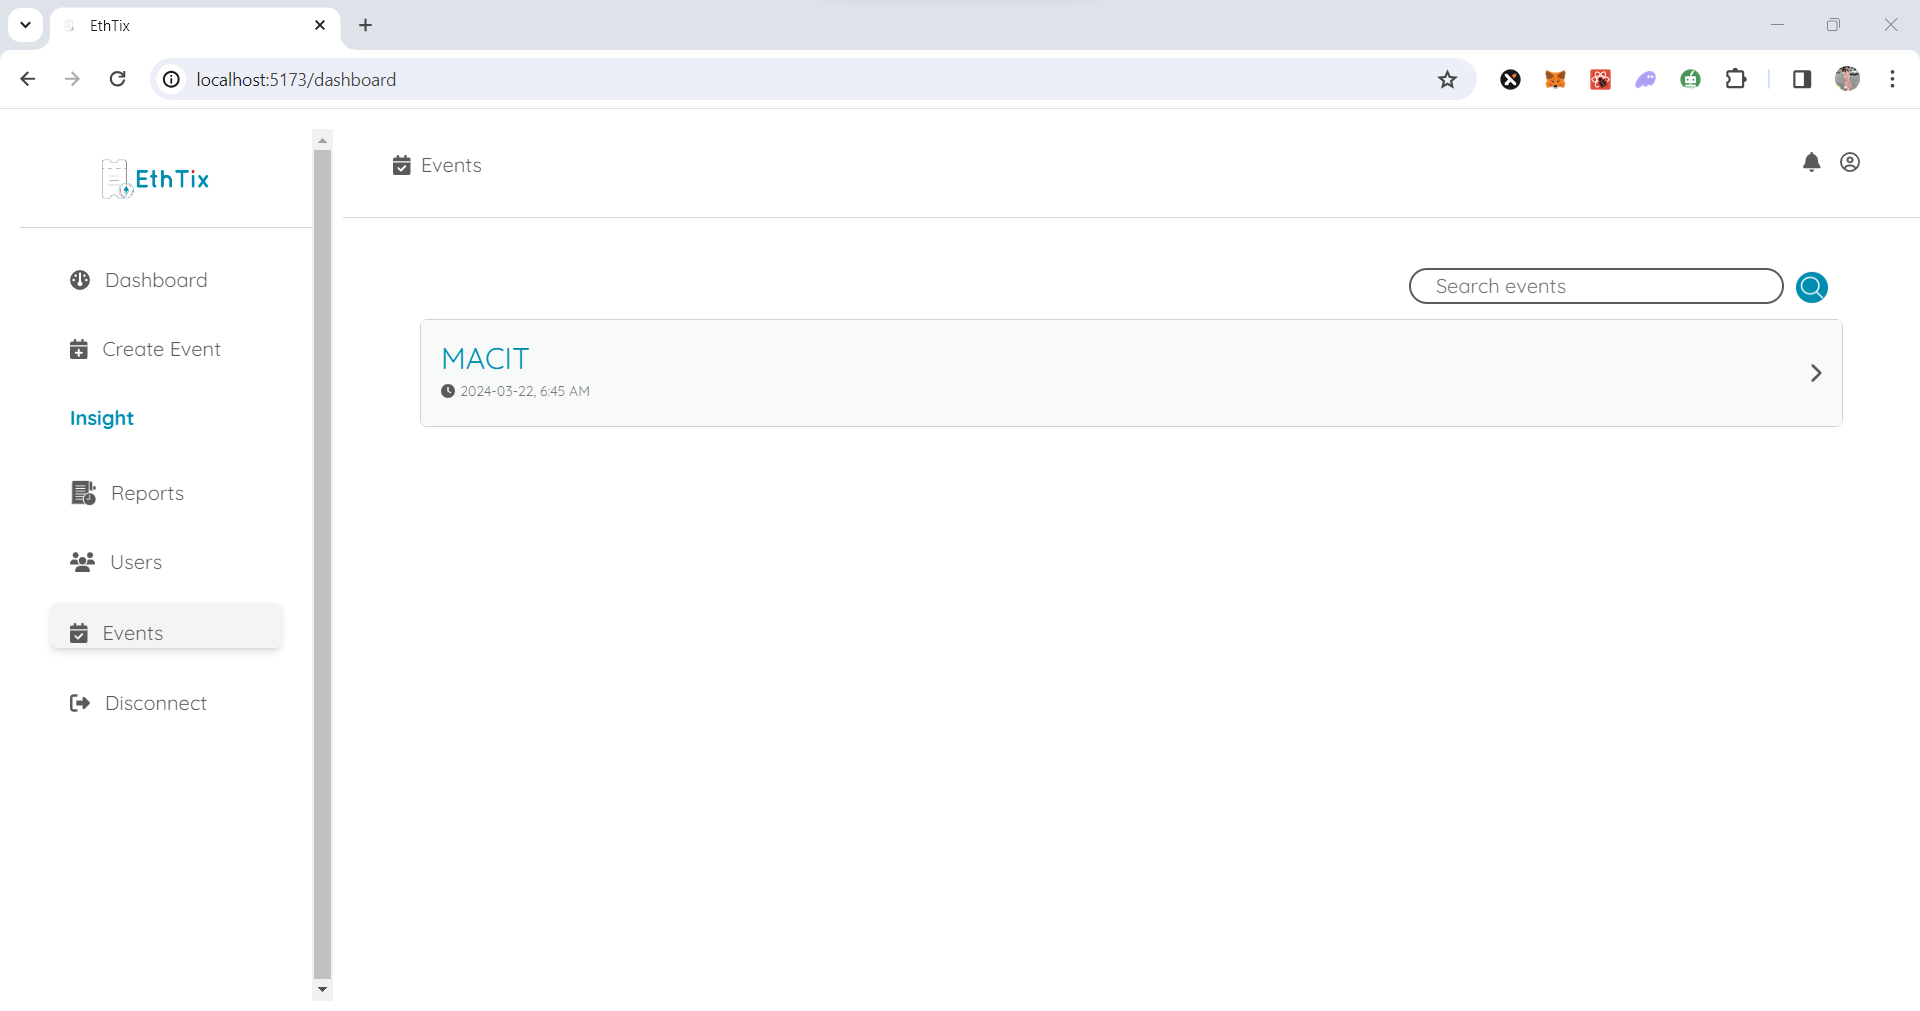 EthTix
localhost:5173/dashboard
EthTix
Dashboard
Create Event
Insight
Reports
Users
Events
Disconnect
Events
Search events
MACIT
2024-03-22, 6:45 AM